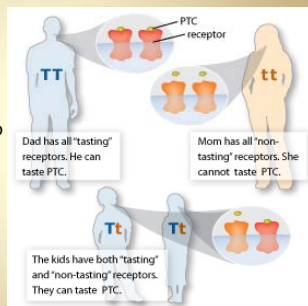 PTC
receptor
TT
tt
Dad has all "tasting"
receptors. He can
taste PTC.
Mom has all "non-
tasting" receptors. She
cannot taste PTC.
Tt
Tt
The kids have both "tasting"
and "non-tasting" receptors.
They can taste PTC.